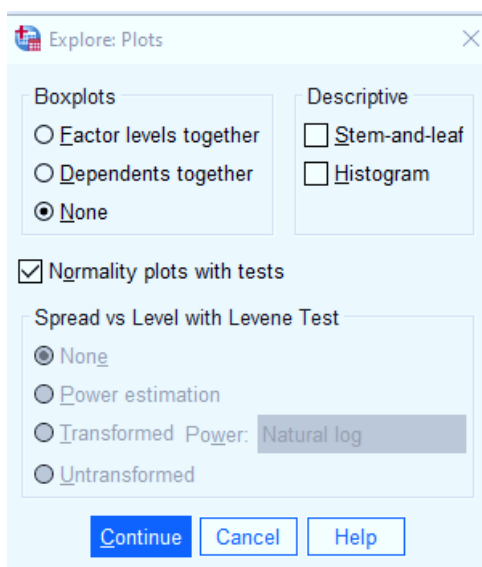 Explore: Plots
Boxplots
Factor levels together
Dependents together
None
Descriptive
Stem-and-leaf
Histogram
Normality plots with tests
Spread vs Level with Levene Test
None
Power estimation
Transformed Power: Natural log
Untransformed
Continue Cancel Help